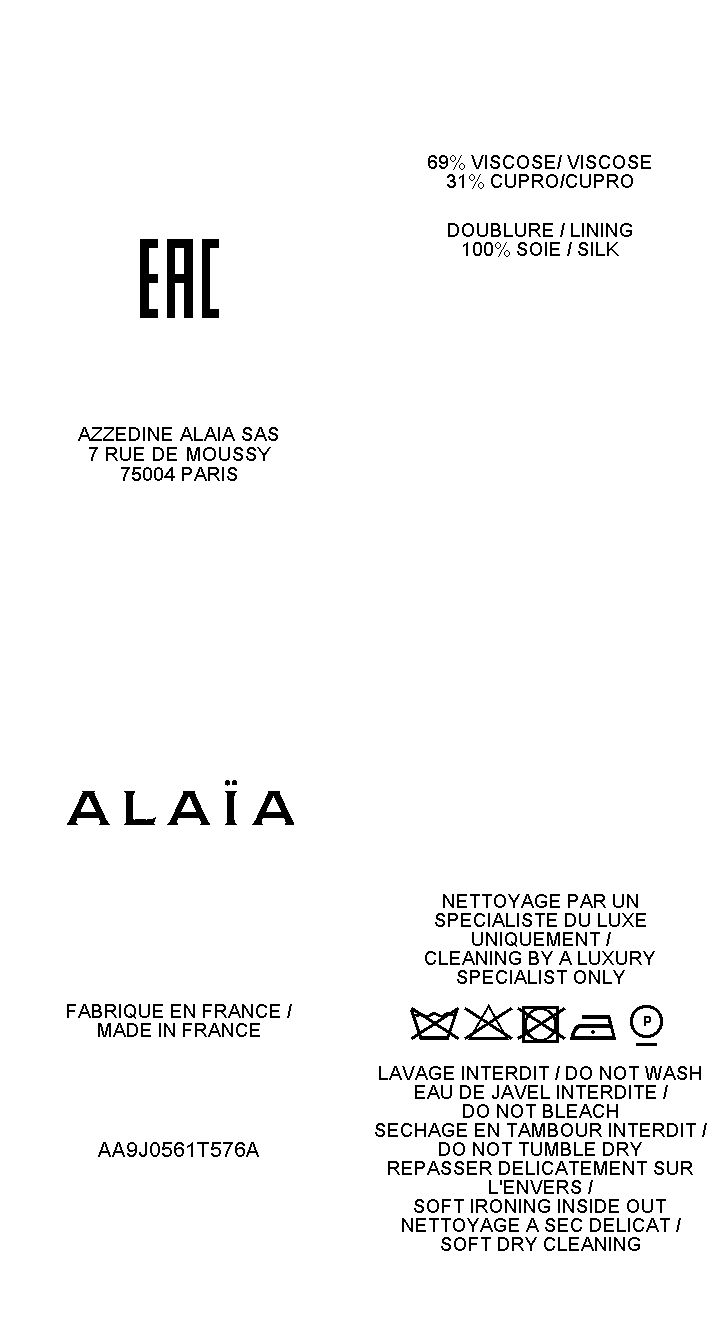 69% VISCOSE/ VISCOSE
31% CUPRO/CUPRO
DOUBLURE / LINING
100% SOIE / SILK
EAC
AZZEDINE ALAIA SAS
7 RUE DE MOUSSY
75004 PARIS
ALAÏA
FABRIQUE EN FRANCE /
MADE IN FRANCE
AA9J0561T576A
NETTOYAGE PAR UN
SPECIALISTE DU LUXE
UNIQUEMENT /
CLEANING BY A LUXURY
SPECIALIST ONLY
P
LAVAGE INTERDIT / DO NOT WASH
EAU DE JAVEL INTERDITE /
DO NOT BLEACH
SECHAGE EN TAMBOUR INTERDIT /
DO NOT TUMBLE DRY
REPASSER DELICATEMENT SUR
L'ENVERS /
SOFT IRONING INSIDE OUT
NETTOYAGE A SEC DELICAT /
SOFT DRY CLEANING